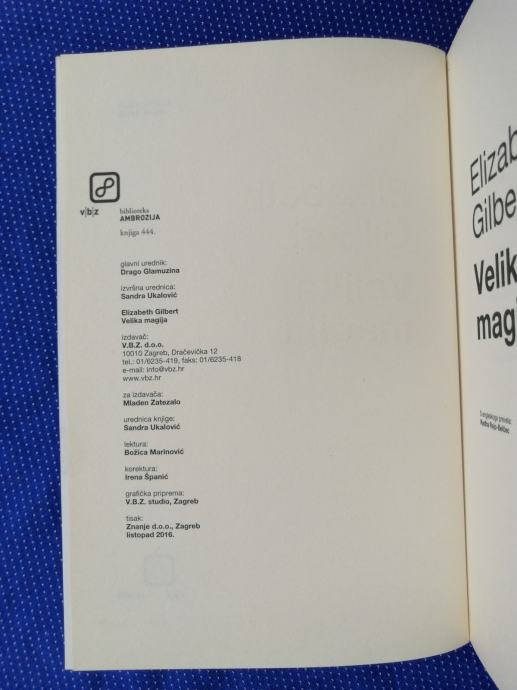 v|b|z
biblioteka
AMBROZIJA
knjiga 444.
glavni urednik:
Drago Glamuzina
izvršna urednica:
Sandra Ukalović
Elizabeth Gilbert
Velika magija
izdavač:
V.B.Z. d.o.o.
10010 Zagreb, Dračevička 12
tel.: 01/6235-419, faks: 01/6235-418
e-mail: info@vbz.hr
www.vbz.hr
za izdavača:
Mladen Zatezalo
urednica knjige:
Sandra Ukalović
lektura:
Božica Marinović
korektura:
Irena Španić
grafička priprema:
V.B.Z. studio, Zagreb
tisak:
Znanje d.o.o., Zagreb
listopad 2016.
Elizab
Gilbe
Velik
magi
S engleskoga prevela: